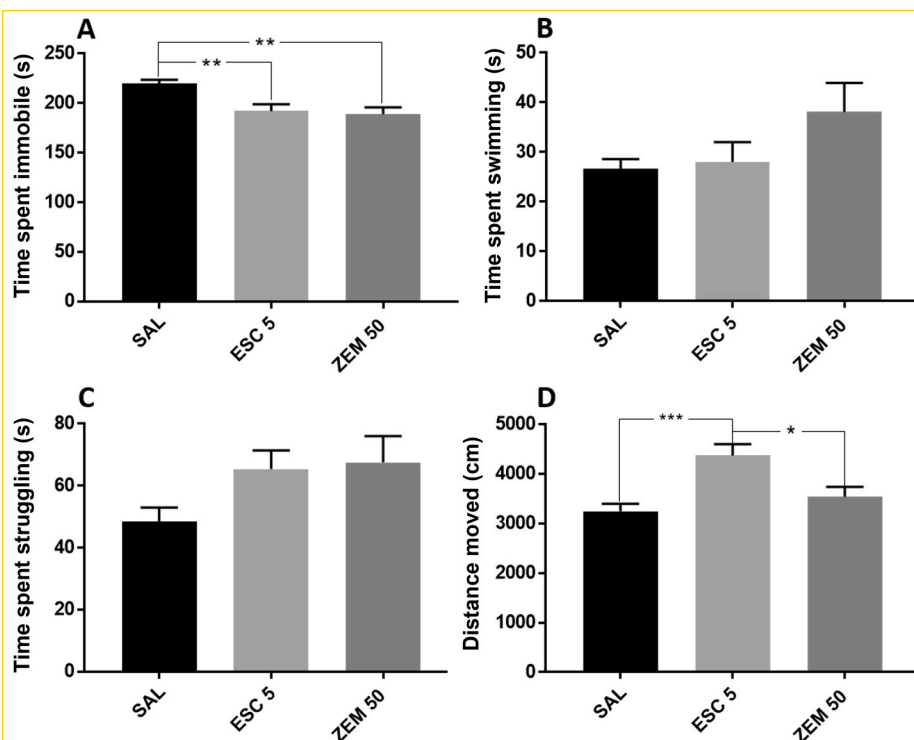 A
Time spent immobile (s)
250
200
150
100
50
0
**
**
SAL
ESC 5
ZEM 50
B
Time spent swimming (s)
50
40
30
20
10
0
SAL
ESC 5
ZEM 50
C
Time spent struggling (s)
80
60
40
20
0
SAL
ESC 5
ZEM 50
D
Distance moved (cm)
5000
4000
3000
2000
1000
0
***
*
SAL
ESC 5
ZEM 50